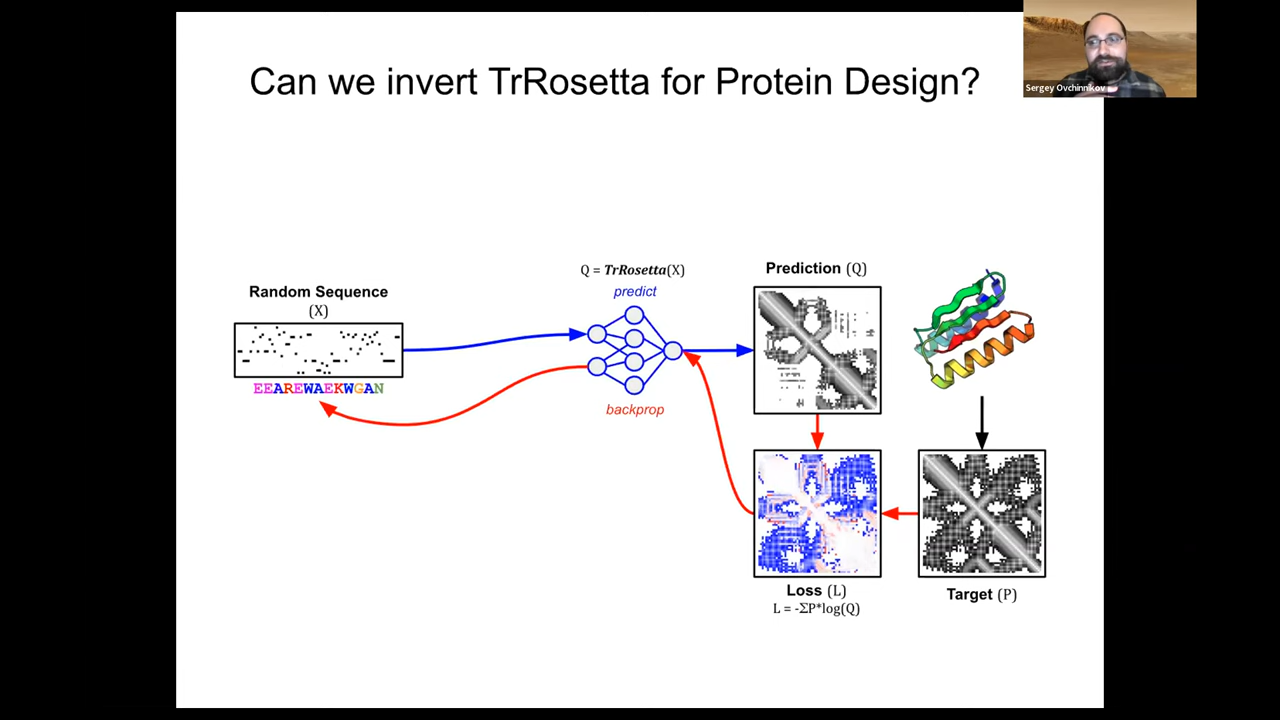 Can we invert TrRosetta for Protein Design?
Sergey Ovchinnikov
Random Sequence
(X)
EEAREWAEKWGAN
Q = TrRosetta(X)
predict
backprop
Prediction (Q)
Loss (L)
L = -ΣP*log(Q)
Target (P)